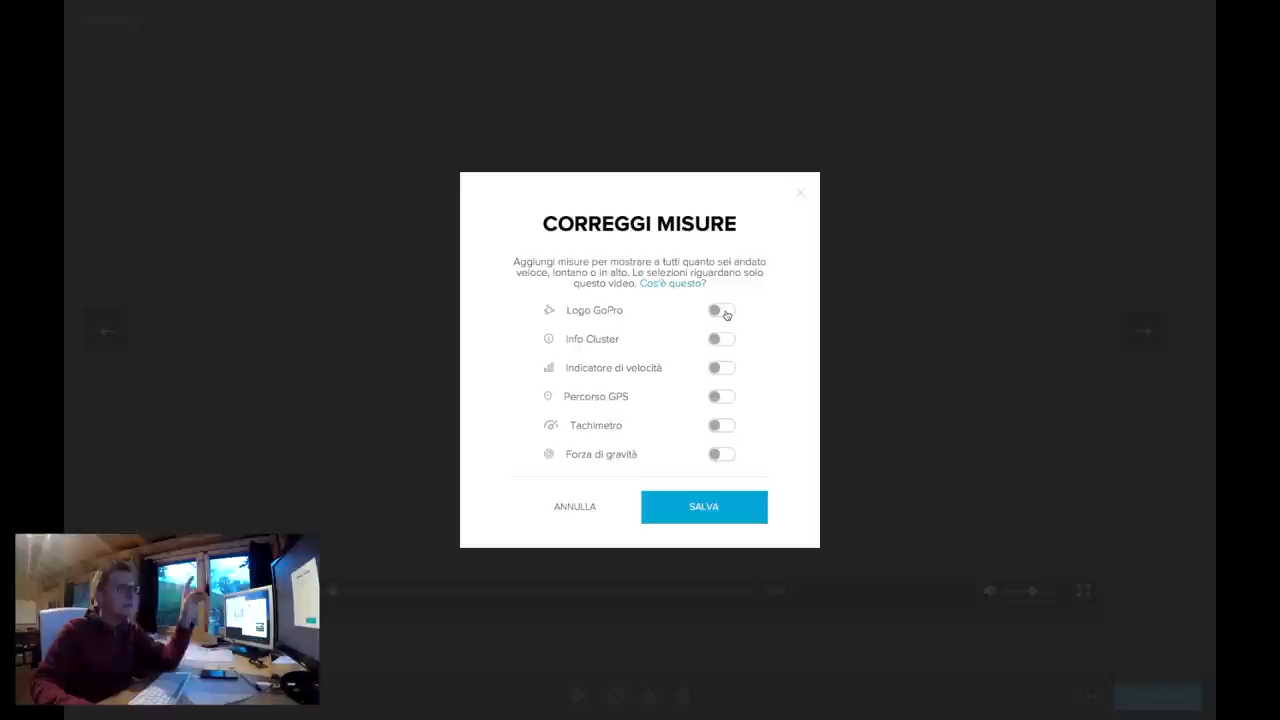 CORREGGI MISURE
Aggiungi misure per mostrare a tutti quanto sei andato
veloce, lontano o in alto. Le selezioni riguardano solo
questo video. Cos'è questo?
Logo GoPro
Info Cluster
Indicatore di velocità
Percorso GPS
Tachimetro
Forza di gravità
ANNULLA
SALVA